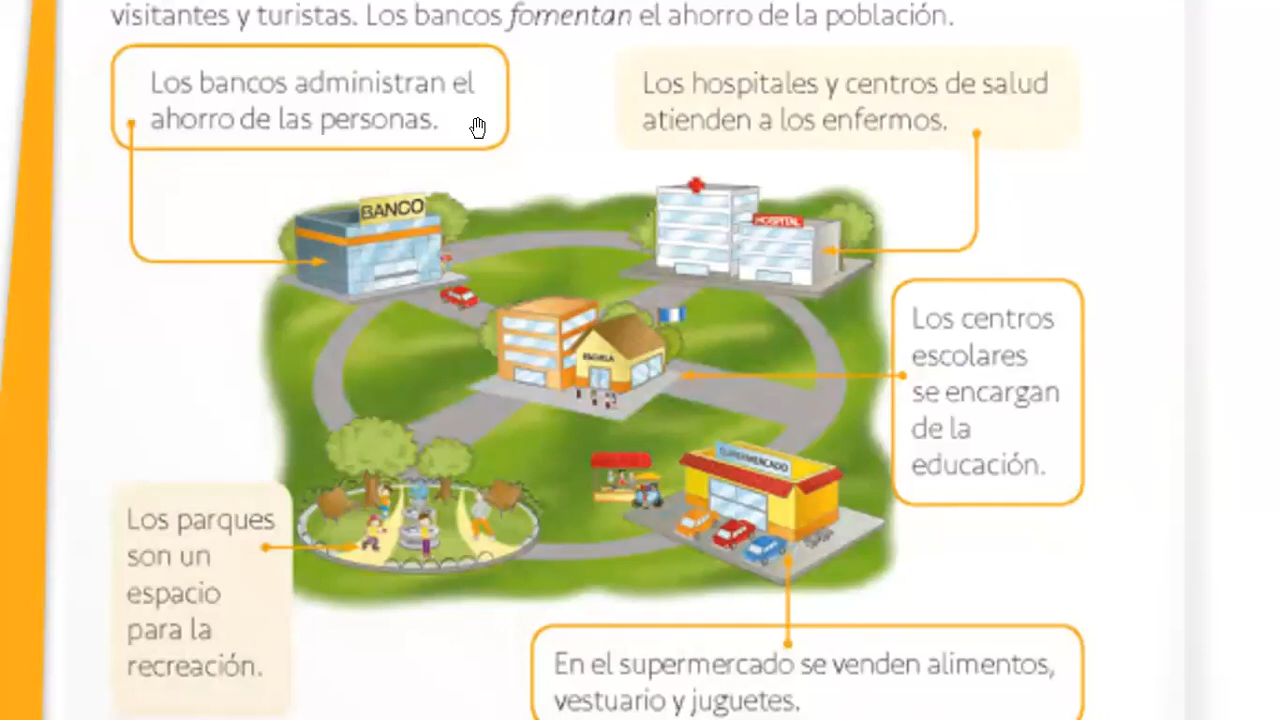 visitantes y turistas. Los bancos fomentan el ahorro de la población.
Los bancos administran el
ahorro de las personas.
Los hospitales y centros de salud
atienden a los enfermos.
BANCO
HOSPITAL
Los centros
escolares
se encargan
de la
educación.
ESCUELA
SUPERMERCADO
Los parques
son un
espacio
para la
recreación.
En el supermercado se venden alimentos,
vestuario y juguetes.